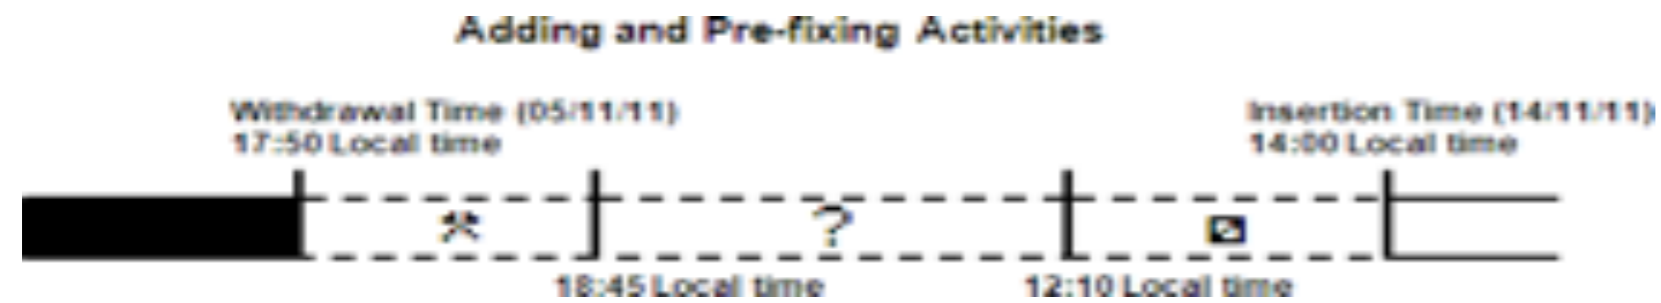 Adding and Pre-fixing Activities
Withdrawal Time (05/11/11)
17:50 Local time
Insertion Time (14/11/11)
14:00 Local time
?
18:45 Local time
12:10 Local time